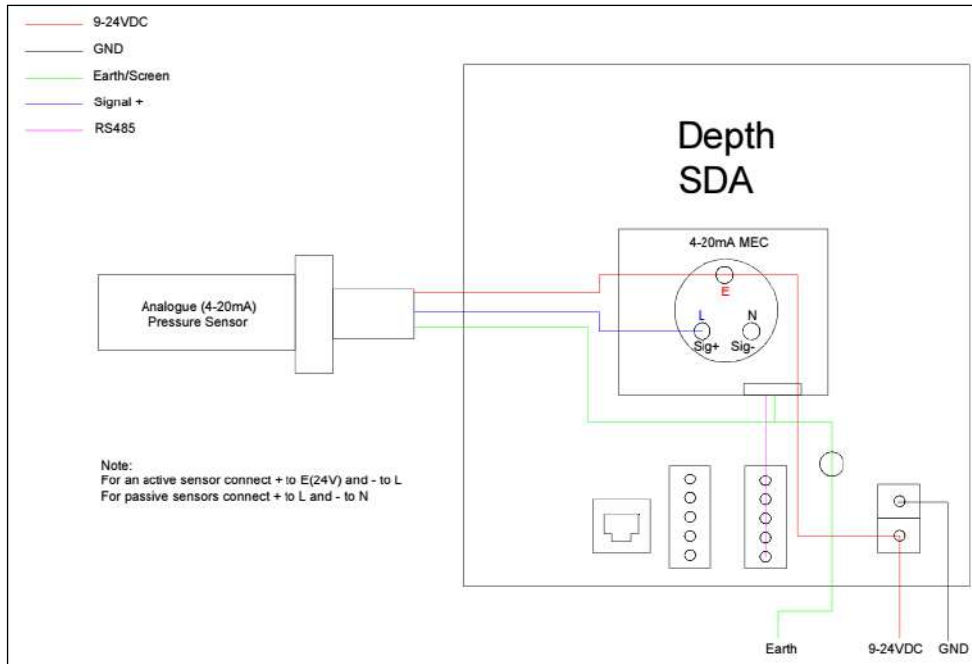 9-24VDC
GND
Earth/Screen
Signal +
RS485
Depth
SDA
4-20mA MEC
E
L N
Sig+ Sig-
Analogue (4-20mA)
Pressure Sensor
Note:
For an active sensor connect + to E(24V) and - to L
For passive sensors connect + to L and - to N
Earth 9-24VDC GND